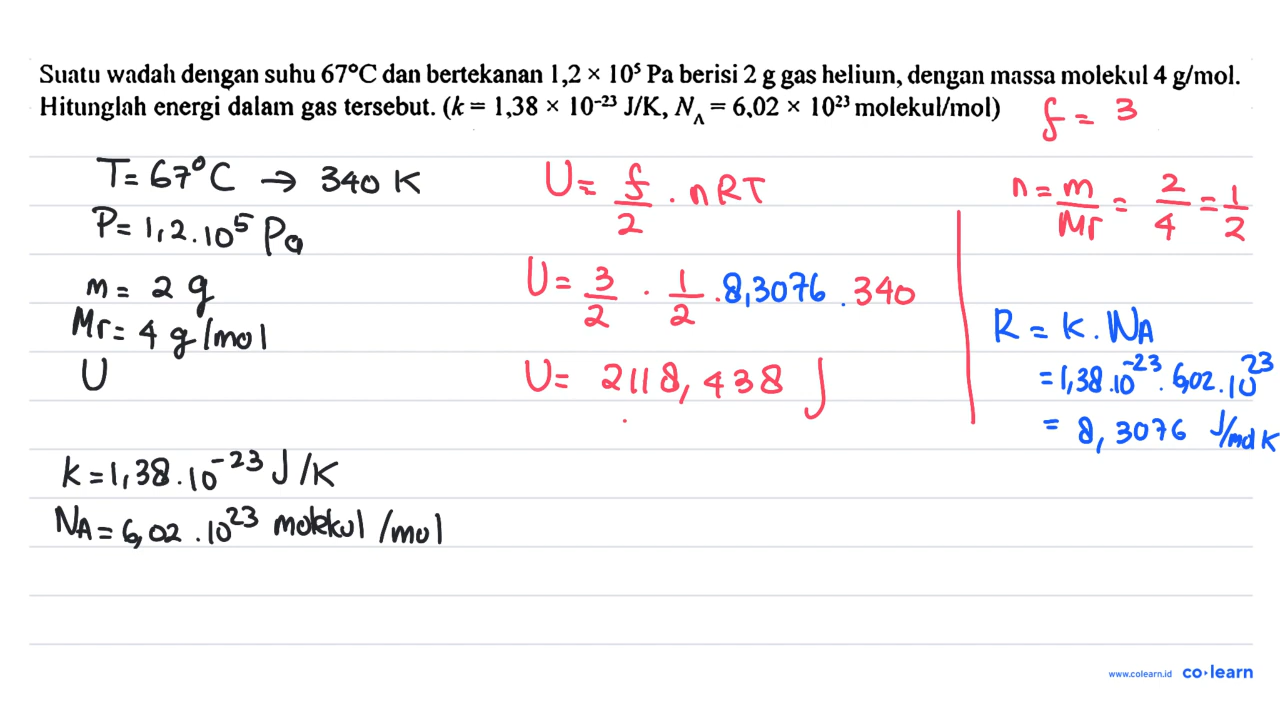 Suatu wadah dengan suhu 67°C dan bertekanan 1,2 × 10⁵ Pa berisi 2 g gas helium, dengan massa molekul 4 g/mol.
Hitunglah energi dalam gas tersebut. (k = 1,38 × 10⁻²³ J/K, N_A = 6,02 × 10²³ molekul/mol)
f = 3
T = 67°C → 340 K
P = 1,2 . 10⁵ Pa
m = 2 g
Mr = 4 g/mol
U
k = 1,38 . 10⁻²³ J/K
NA = 6,02 . 10²³ molekul/mol
U = f/2 . nRT
U = 3/2 . 1/2 . 8,3076 . 340
U = 2118,438 J
n = m/Mr = 2/4 = 1/2
R = k . NA
= 1,38 . 10⁻²³ . 6,02 . 10²³
= 8,3076 J/mol K
www.colearn.id co·learn